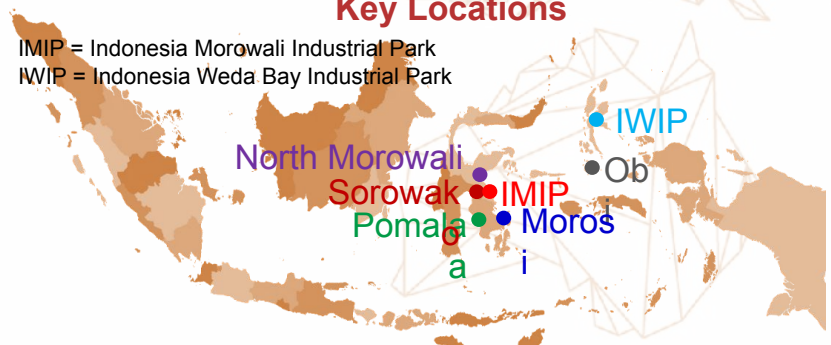 Key Locations
IMIP = Indonesia Morowali Industrial Park
IWIP = Indonesia Weda Bay Industrial Park
IWIP
North Morowali
Ob
i
Sorowak
o
IMIP
Pomala
a
Moros
i